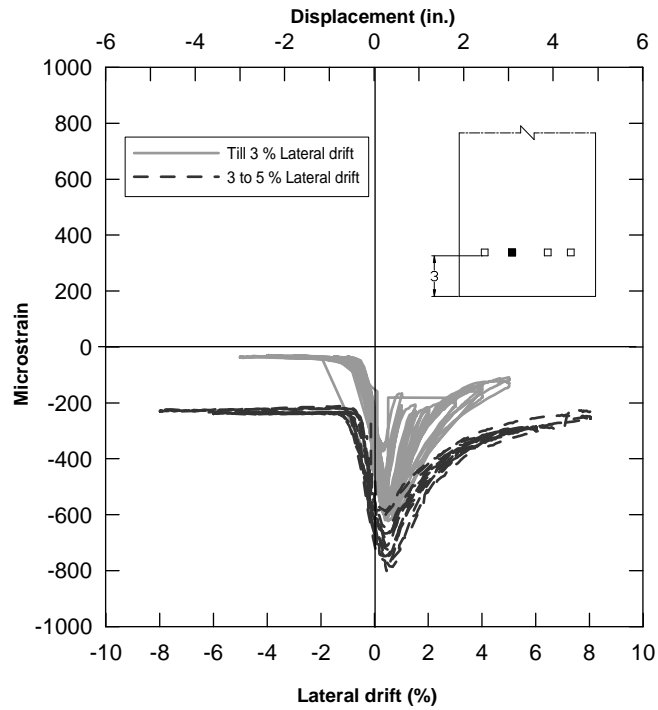 Displacement (in.)
-6 -4 -2 0 2 4 6
1000
800
600
400
200
0
-200
-400
-600
-800
-1000
Microstrain
Till 3 % Lateral drift
3 to 5 % Lateral drift
3
-10 -8 -6 -4 -2 0 2 4 6 8 10
Lateral drift (%)